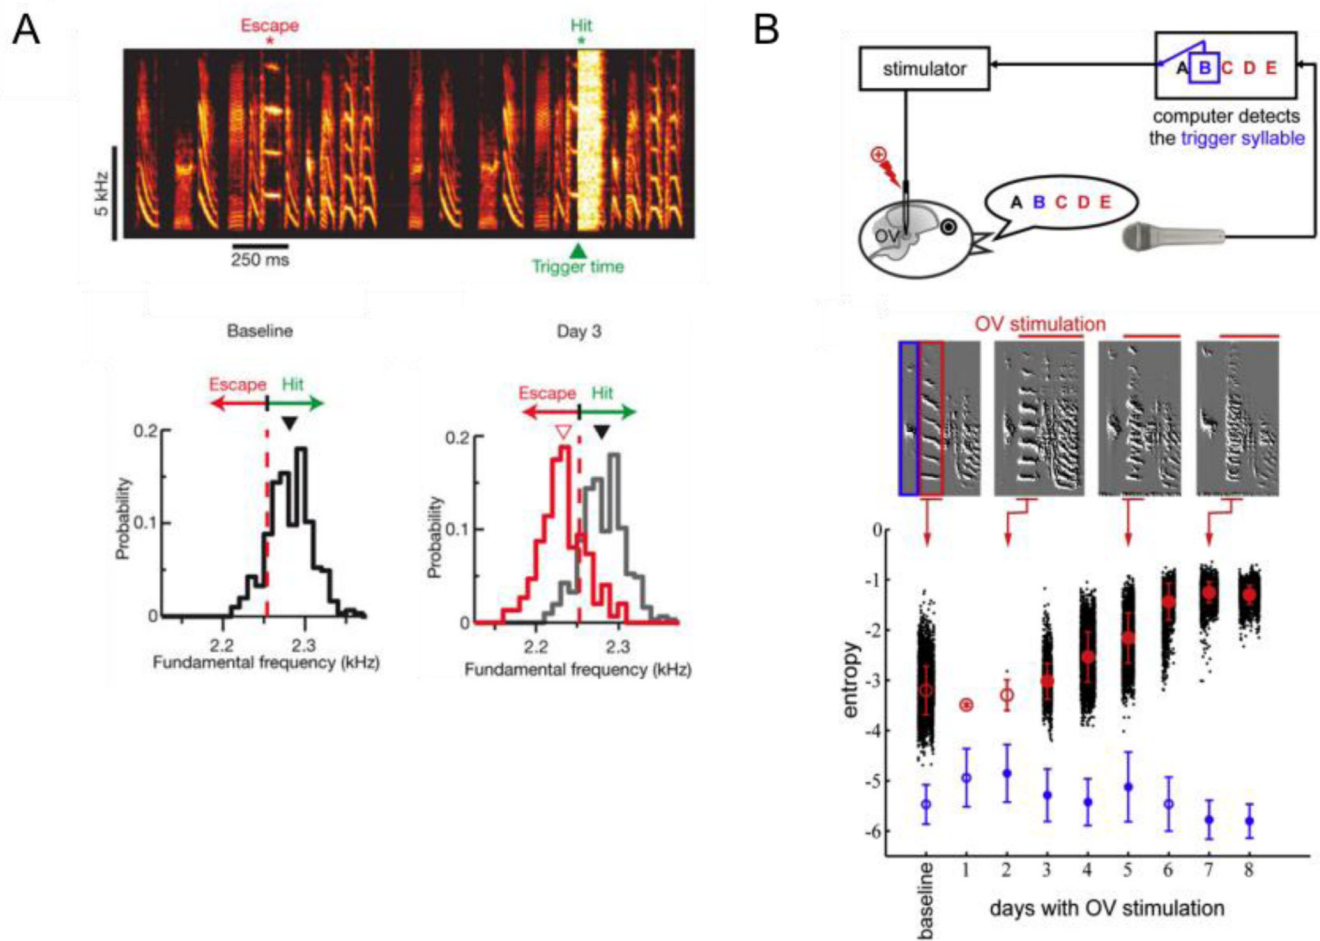 A
Escape
*
Hit
*
5 kHz
250 ms
Trigger time
Baseline
Escape Hit
0.2
0.1
0
Probability
2.2 2.3
Fundamental frequency (kHz)
Day 3
Escape Hit
0.2
0.1
0
Probability
2.2 2.3
Fundamental frequency (kHz)
B
stimulator
A B C D E
computer detects
the trigger syllable
A B C D E
OV
OV stimulation
0
-1
-2
-3
-4
-5
-6
entropy
baseline 1 2 3 4 5 6 7 8
days with OV stimulation